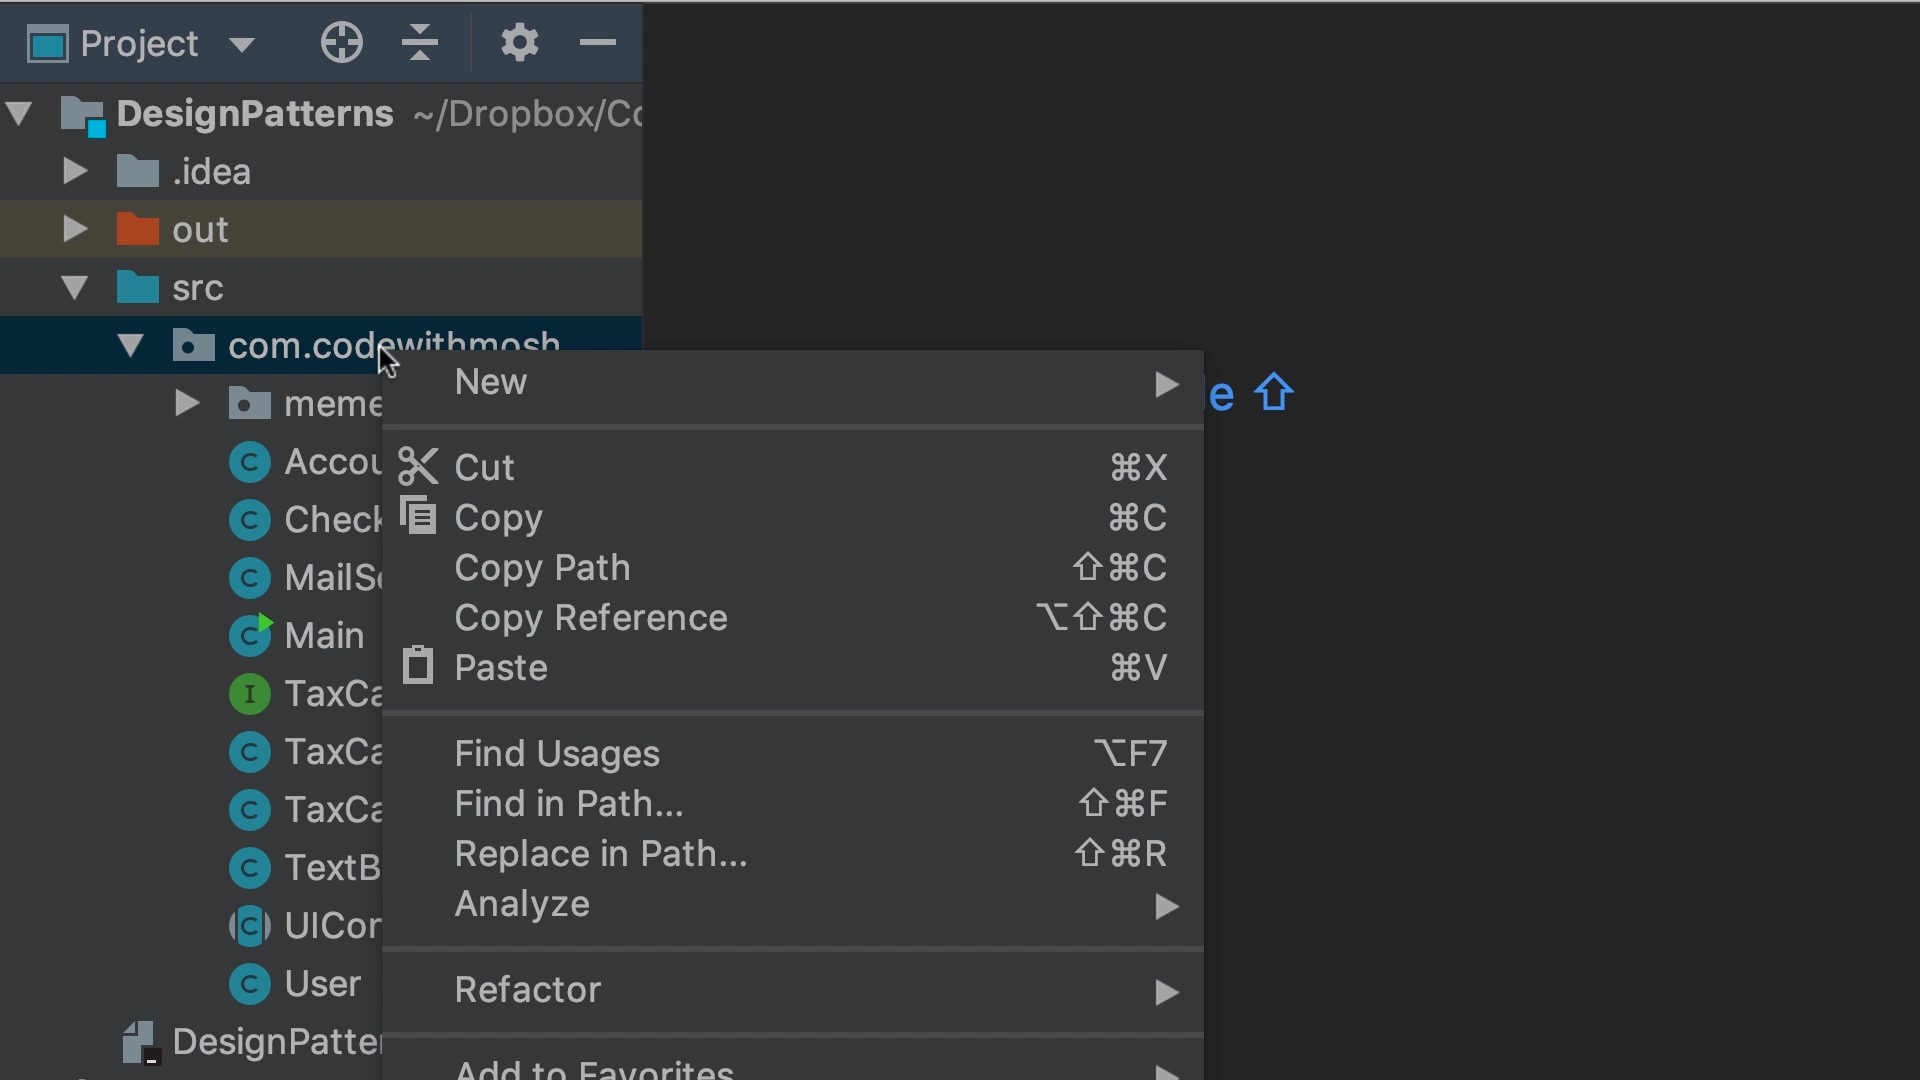 Project
DesignPatterns ~/Dropbox/Co
.idea
out
src
com.codewithmosh
meme
Accou
Check
MailSe
Main
TaxCa
TaxCa
TaxCa
TextB
UICon
User
DesignPatter
New
Cut ⌘X
Copy ⌘C
Copy Path ⇧⌘C
Copy Reference ⌥⇧⌘C
Paste ⌘V
Find Usages ⌥F7
Find in Path... ⇧⌘F
Replace in Path... ⇧⌘R
Analyze
Refactor
Add to Favorites
e ⇧